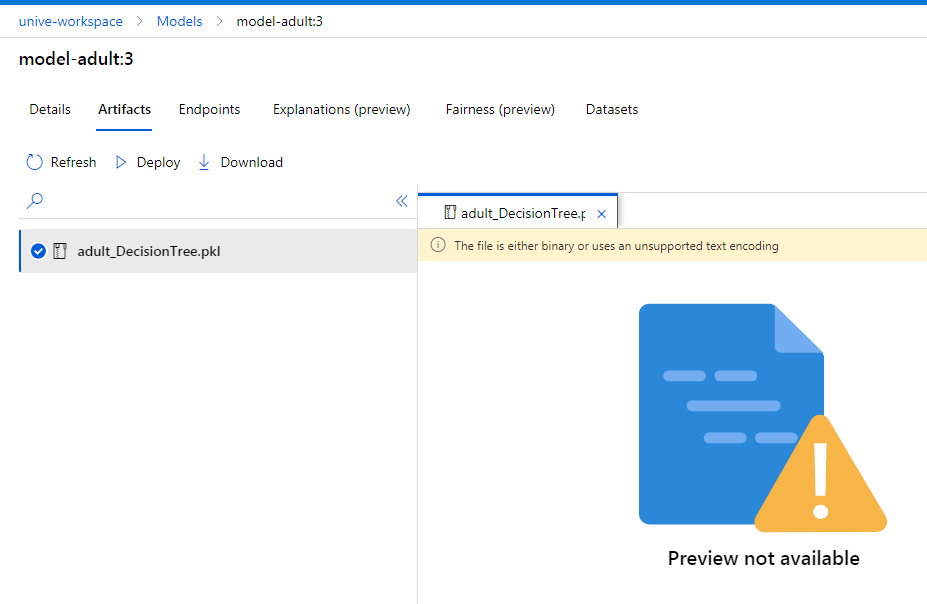 unive-workspace > Models > model-adult:3
model-adult:3
Details Artifacts Endpoints Explanations (preview) Fairness (preview) Datasets
Refresh Deploy Download
adult_DecisionTree.pkl
adult_DecisionTree.p
The file is either binary or uses an unsupported text encoding
Preview not available